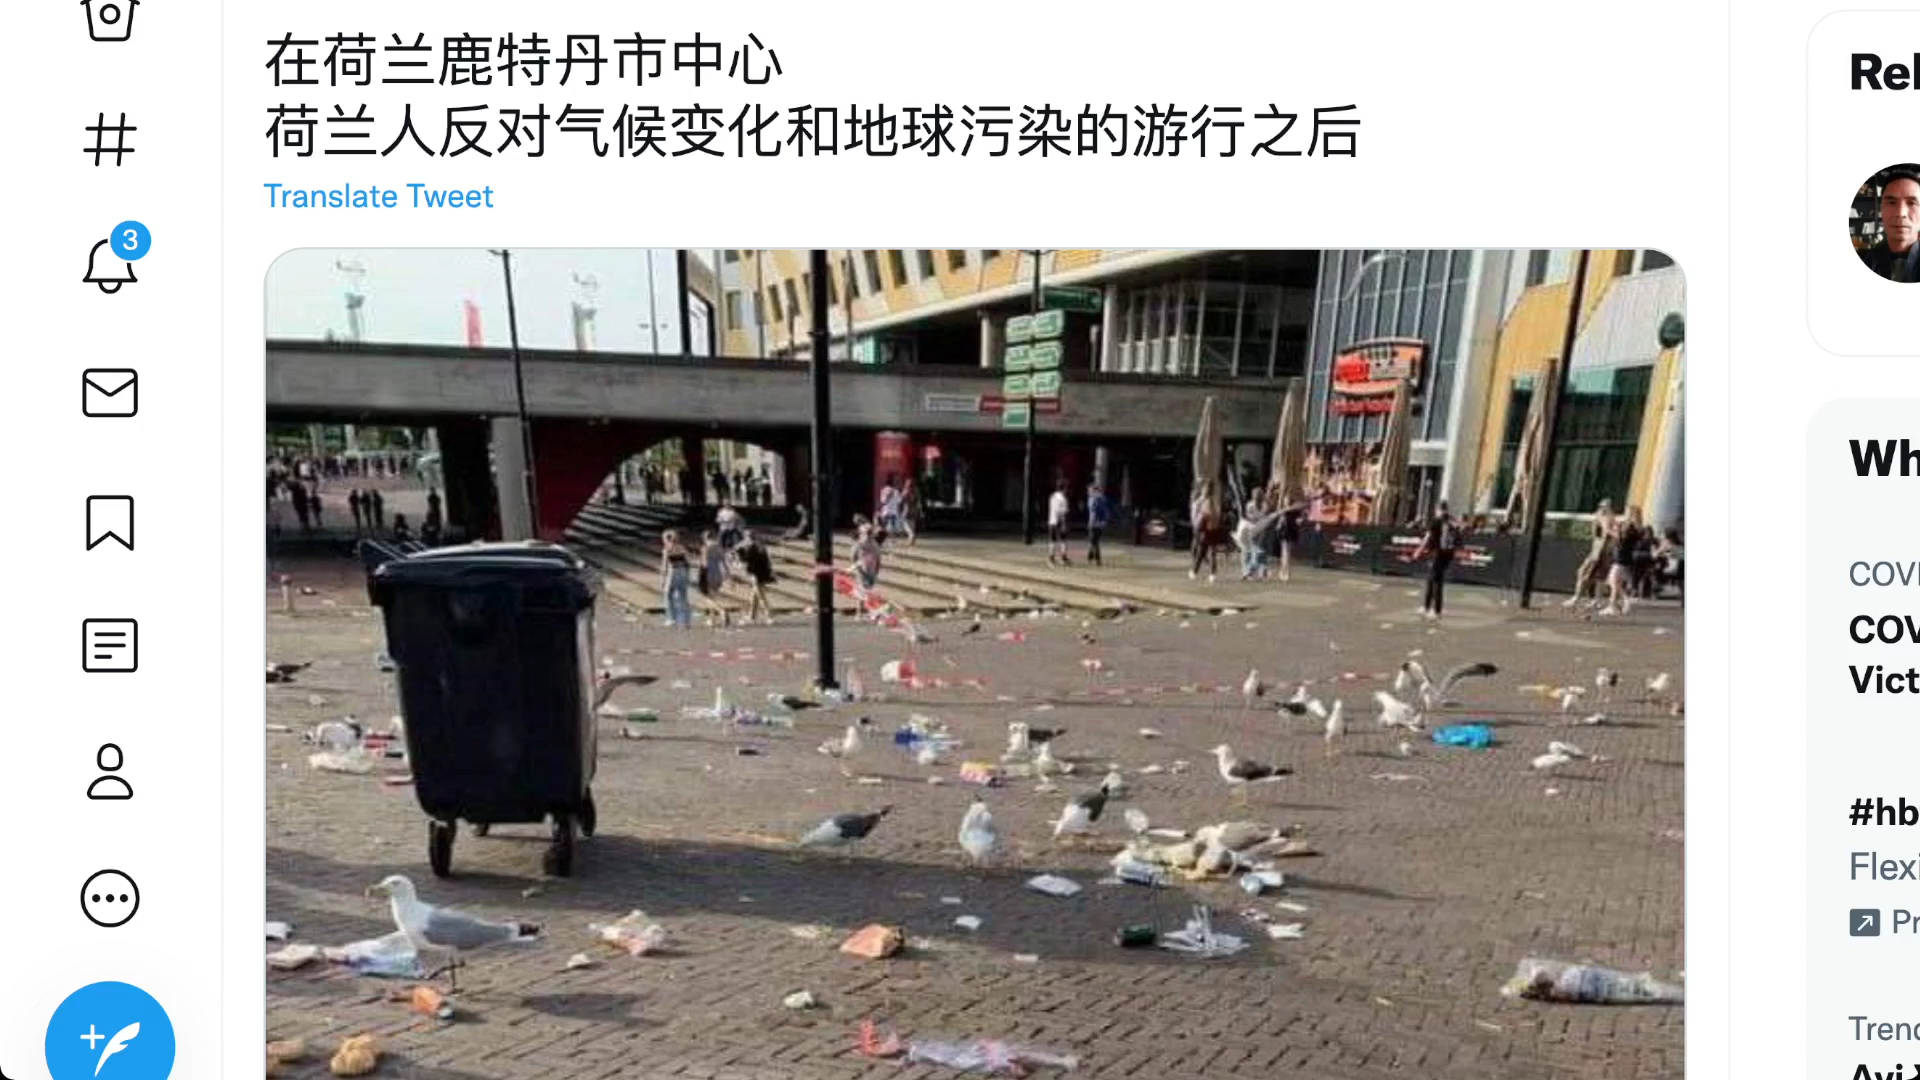 在荷兰鹿特丹市中心
荷兰人反对气候变化和地球污染的游行之后
Translate Tweet
3
Rel
Wh
COVI
COV
Vict
#hb
Flexi
Pr
Trend